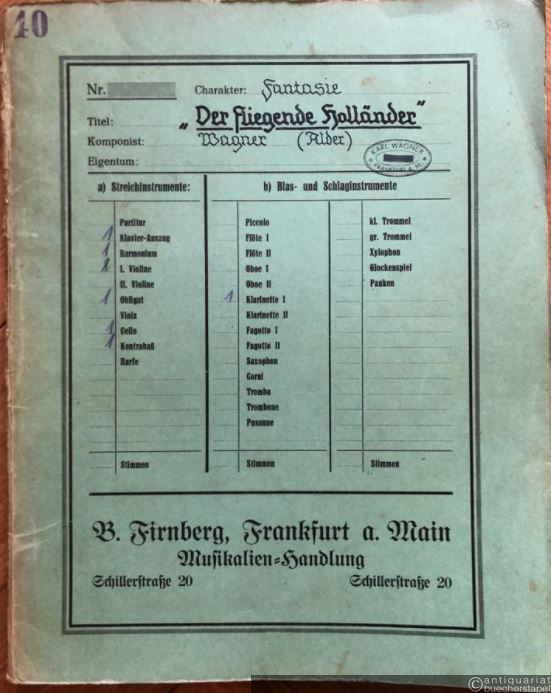 40
250
Nr. Charakter: Fantasie
Titel: „Der fliegende Holländer"
Komponist: Wagner (Alder)
Eigentum:
KARL WAGNER
FRANKFURT A. M.
a) Streichinstrumente: b) Blas- und Schlaginstrumente
Partitur
1 Klavier-Auszug
1 Harmonium
2 I. Violine
II. Violine
1 Obligat
Viola
1 Cello
1 Kontrabaß
Harfe
Stimmen
Piccolo
Flöte I
Flöte II
Oboe I
Oboe II
1 Klarinette I
Klarinette II
Fagotto I
Fagotto II
Saxophon
Corni
Tromba
Trombone
Posaune
Stimmen
kl. Trommel
gr. Trommel
Xylophon
Glockenspiel
Pauken
Stimmen
B. Firnberg, Frankfurt a. Main
Musikalien-Handlung
Schillerstraße 20 Schillerstraße 20
antiquariat
buecherstapel